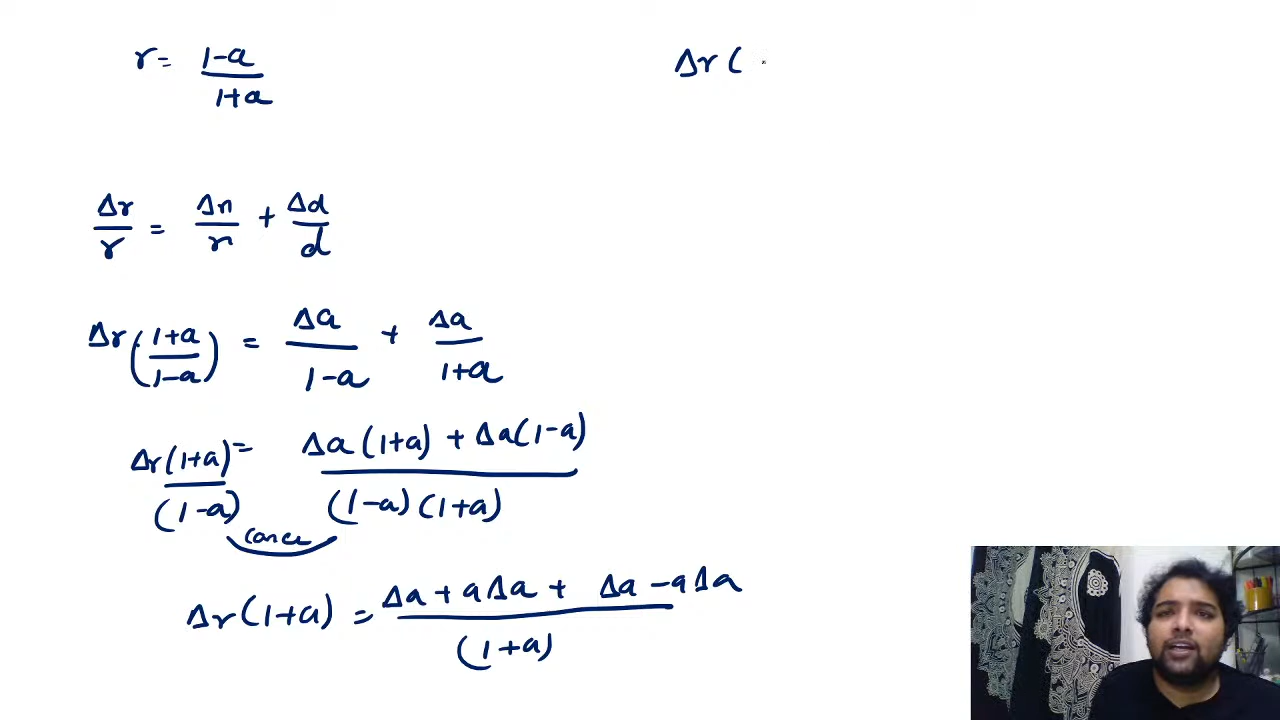 r = (1-a)/(1+a)
Δr/r = Δn/n + Δd/d
Δr ((1+a)/(1-a)) = Δa/(1-a) + Δa/(1+a)
Δr(1+a)/(1-a) = (Δa(1+a) + Δa(1-a))/((1-a)(1+a))
Δr(1+a) = (Δa + aΔa + Δa - aΔa)/(1+a)
Δr (